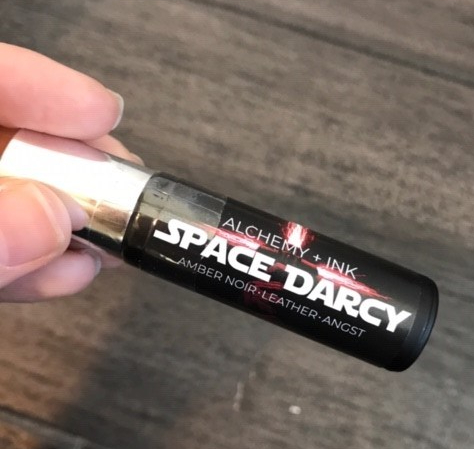 ALCHEMY + INK
SPACE DARCY
AMBER NOIR · LEATHER · ANGST